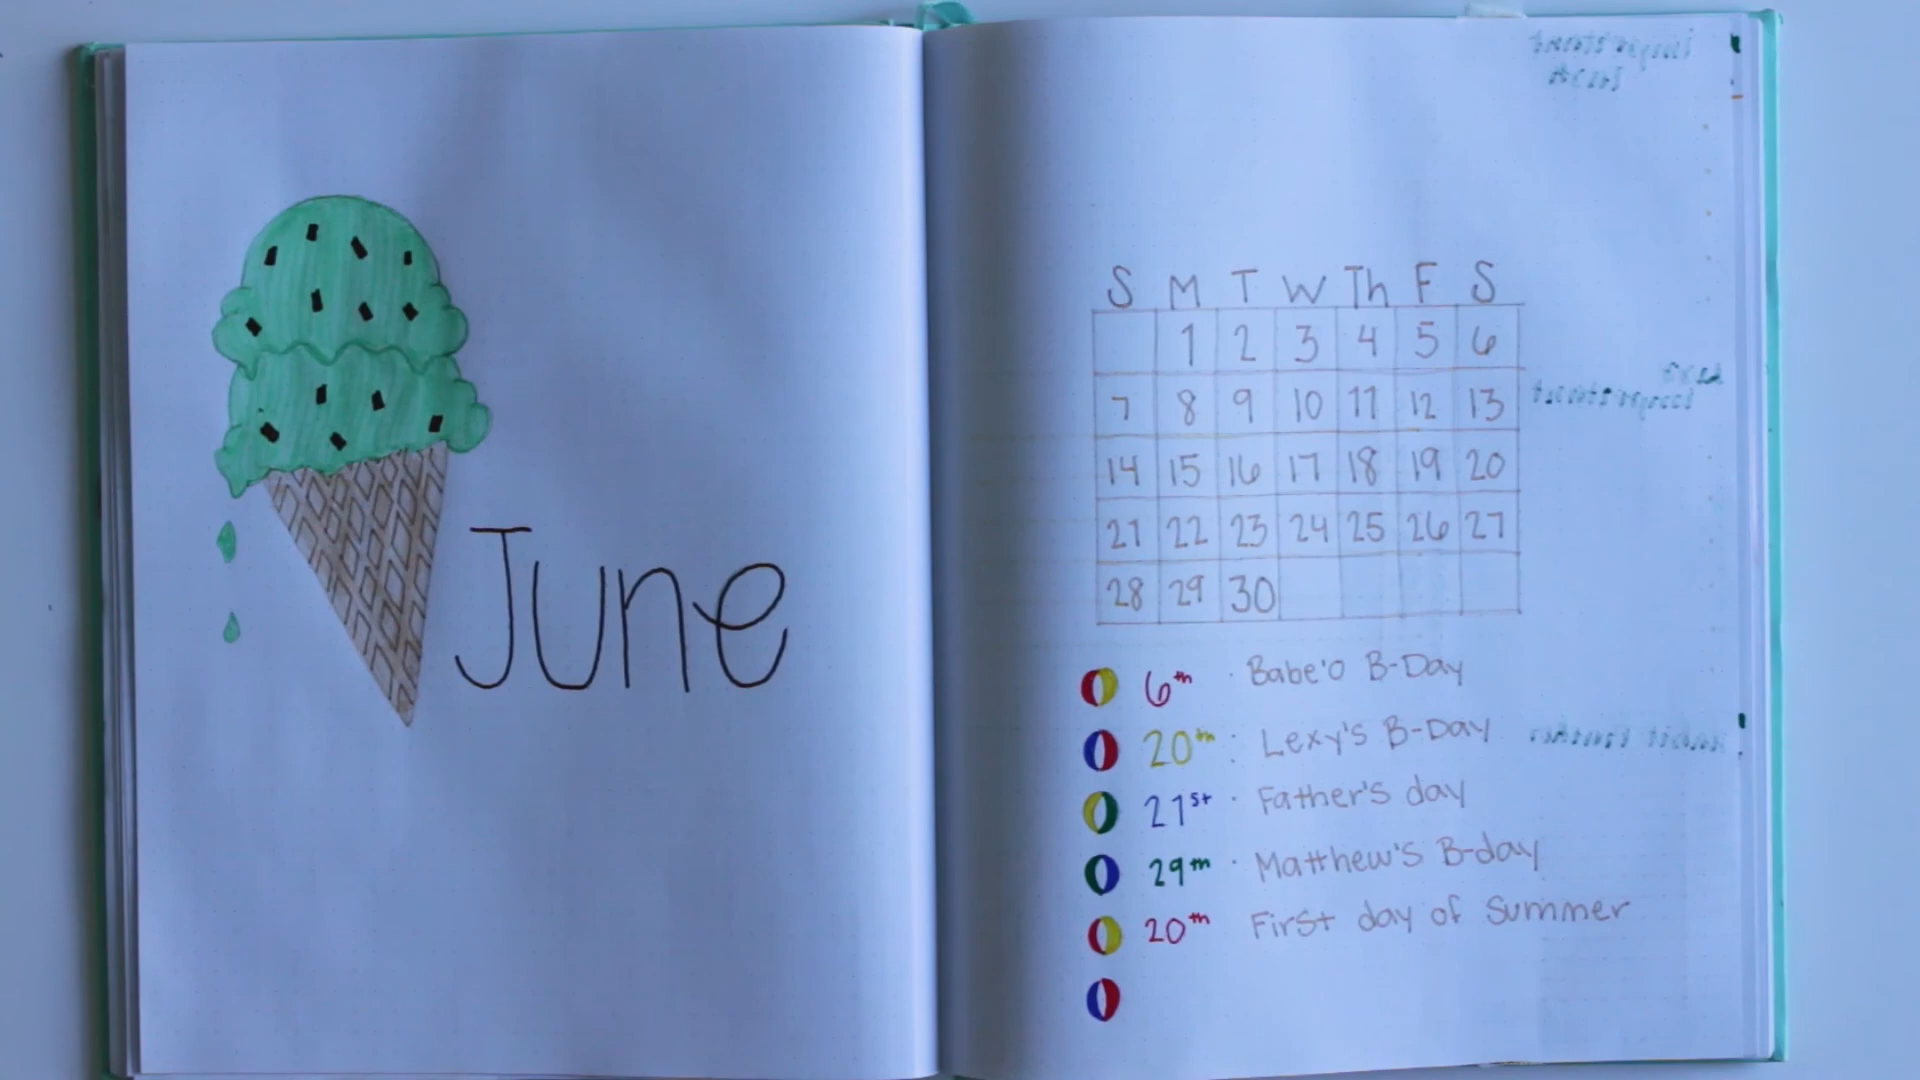 June
S M T W Th F S
1 2 3 4 5 6
7 8 9 10 11 12 13
14 15 16 17 18 19 20
21 22 23 24 25 26 27
28 29 30
6th · Babe'o B-Day
20th : Lexy's B-Day
21st · Father's day
29th · Matthew's B-day
20th First day of Summer